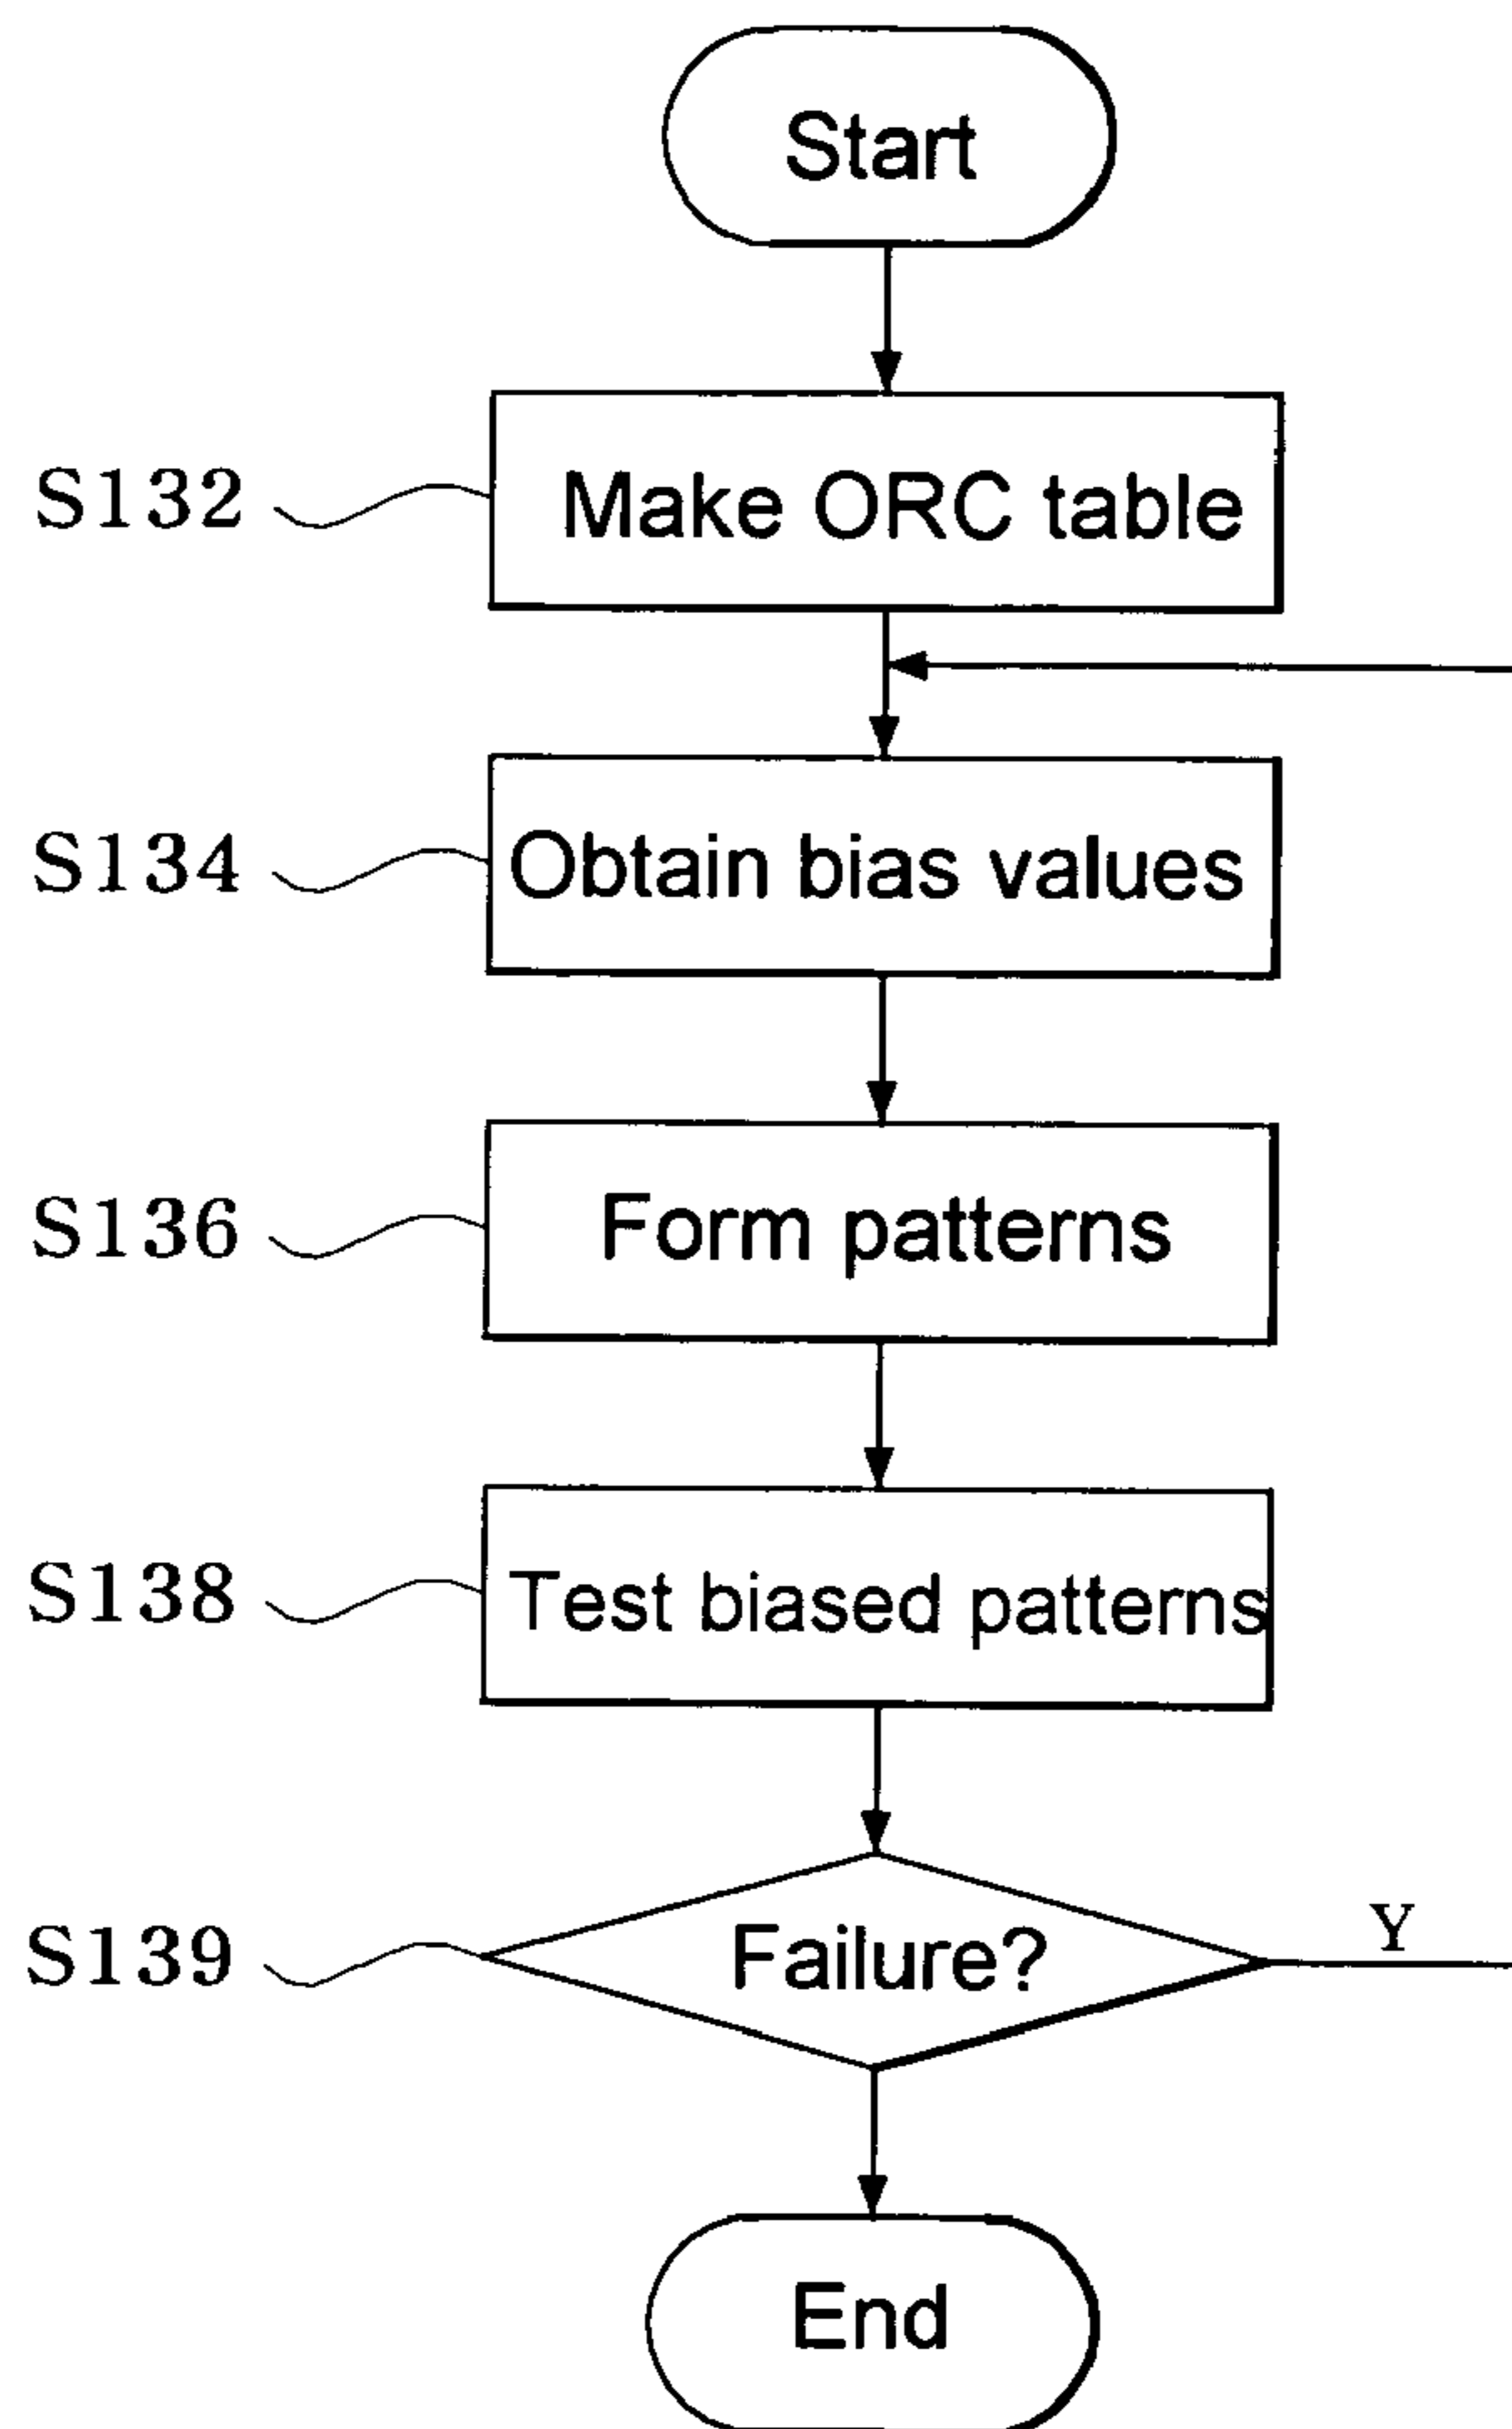 Start
S132 Make ORC table
S134 Obtain bias values
S136 Form patterns
S138 Test biased patterns
S139 Failure? Y
End